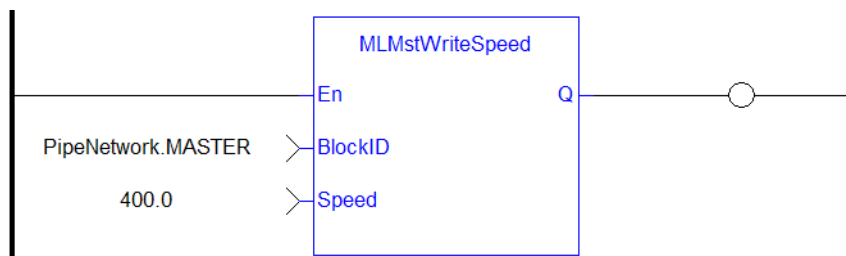 MLMstWriteSpeed
En Q
PipeNetwork.MASTER BlockID
400.0 Speed